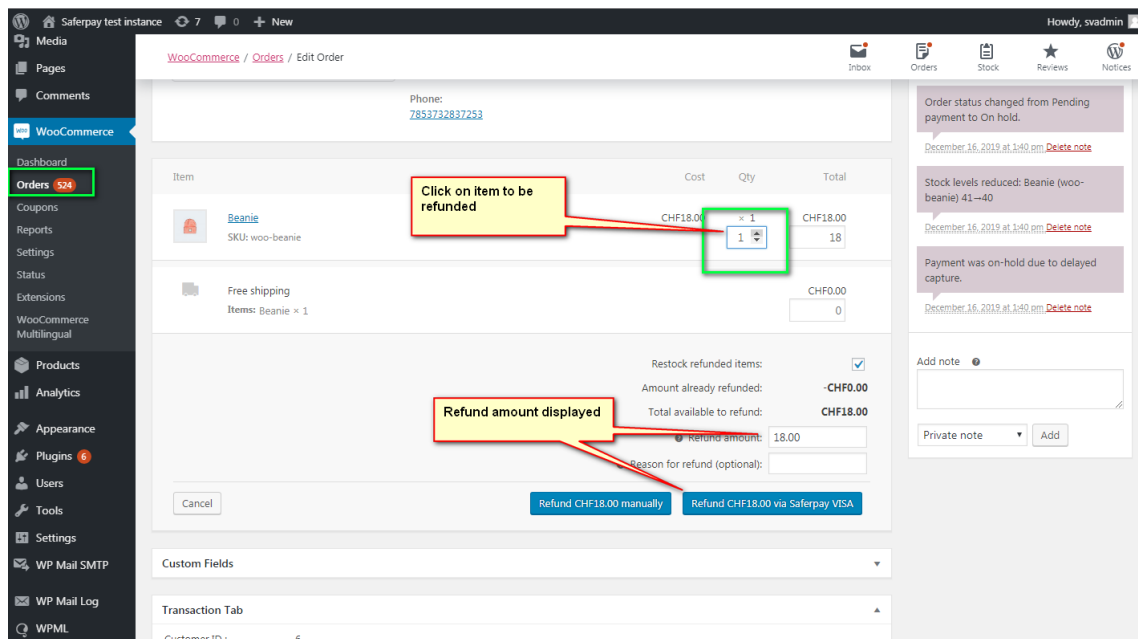 Saferpay test instance 7 0 + New Howdy, svadmin
Media
Pages
Comments
WooCommerce
Dashboard
Orders 524
Coupons
Reports
Settings
Status
Extensions
WooCommerce
Multilingual
Products
Analytics
Appearance
Plugins 6
Users
Tools
Settings
WP Mail SMTP
WP Mail Log
WPML
WooCommerce / Orders / Edit Order
Inbox
Orders
Stock
Reviews
Notices
Phone:
7853732837253
Item Cost Qty Total
Click on item to be
refunded
Beanie CHF18.00 × 1 CHF18.00
SKU: woo-beanie 1 18
Free shipping CHF0.00
Items: Beanie × 1 0
Restock refunded items:
Amount already refunded: -CHF0.00
Total available to refund: CHF18.00
Refund amount displayed
Refund amount: 18.00
Reason for refund (optional):
Cancel Refund CHF18.00 manually Refund CHF18.00 via Saferpay VISA
Custom Fields
Transaction Tab
Customer ID : 6
Order status changed from Pending
payment to On hold.
December 16, 2019 at 1:40 pm Delete note
Stock levels reduced: Beanie (woo-
beanie) 41→40
December 16, 2019 at 1:40 pm Delete note
Payment was on-hold due to delayed
capture.
December 16, 2019 at 1:40 pm Delete note
Add note
Private note Add